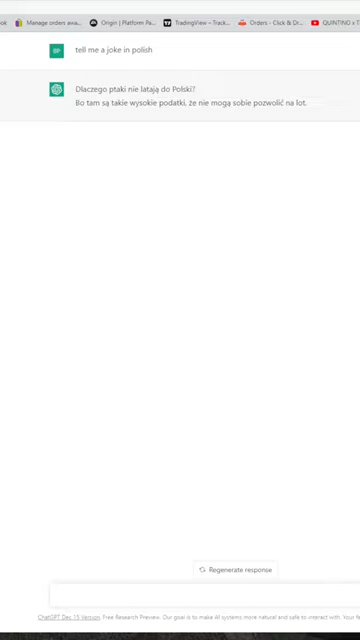 ok Manage orders awa... Origin | Platform Pa... TradingView – Track... Orders - Click & Dr... QUINTINO x T
tell me a joke in polish
Dlaczego ptaki nie latają do Polski?
Bo tam są takie wysokie podatki, że nie mogą sobie pozwolić na lot.
Regenerate response
ChatGPT Dec 15 Version. Free Research Preview. Our goal is to make AI systems more natural and safe to interact with. Your fe